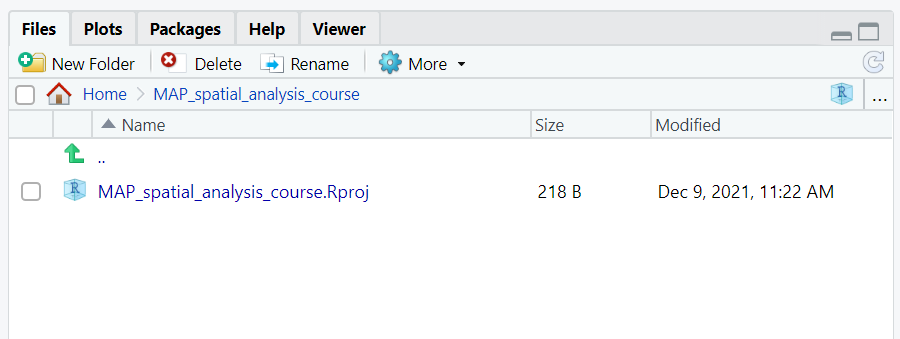 Files Plots Packages Help Viewer
New Folder Delete Rename More
Home MAP_spatial_analysis_course R ...
Name Size Modified
..
R MAP_spatial_analysis_course.Rproj 218 B Dec 9, 2021, 11:22 AM